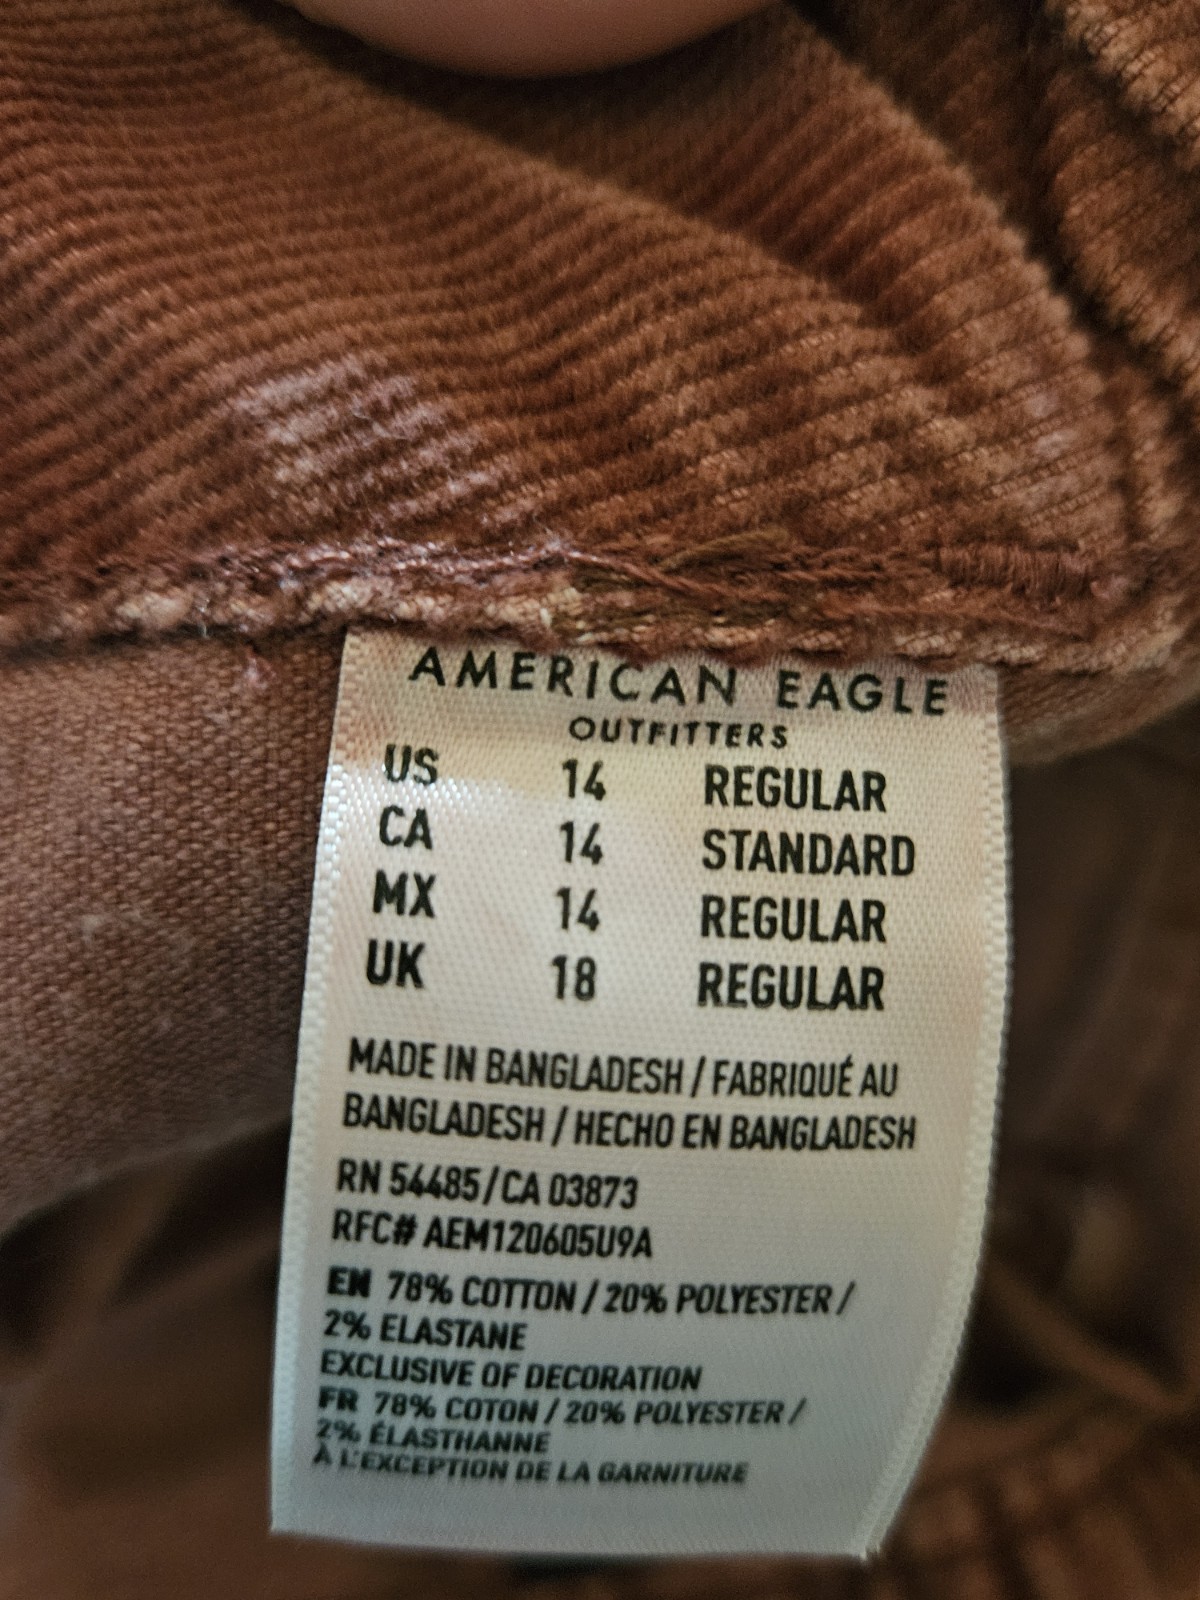 AMERICAN EAGLE
OUTFITTERS
US 14 REGULAR
CA 14 STANDARD
MX 14 REGULAR
UK 18 REGULAR
MADE IN BANGLADESH / FABRIQUÉ AU
BANGLADESH / HECHO EN BANGLADESH
RN 54485/CA 03873
RFC# AEM120605U9A
EN 78% COTTON / 20% POLYESTER /
2% ELASTANE
EXCLUSIVE OF DECORATION
FR 78% COTON / 20% POLYESTER /
2% ÉLASTHANNE
À L'EXCEPTION DE LA GARNITURE